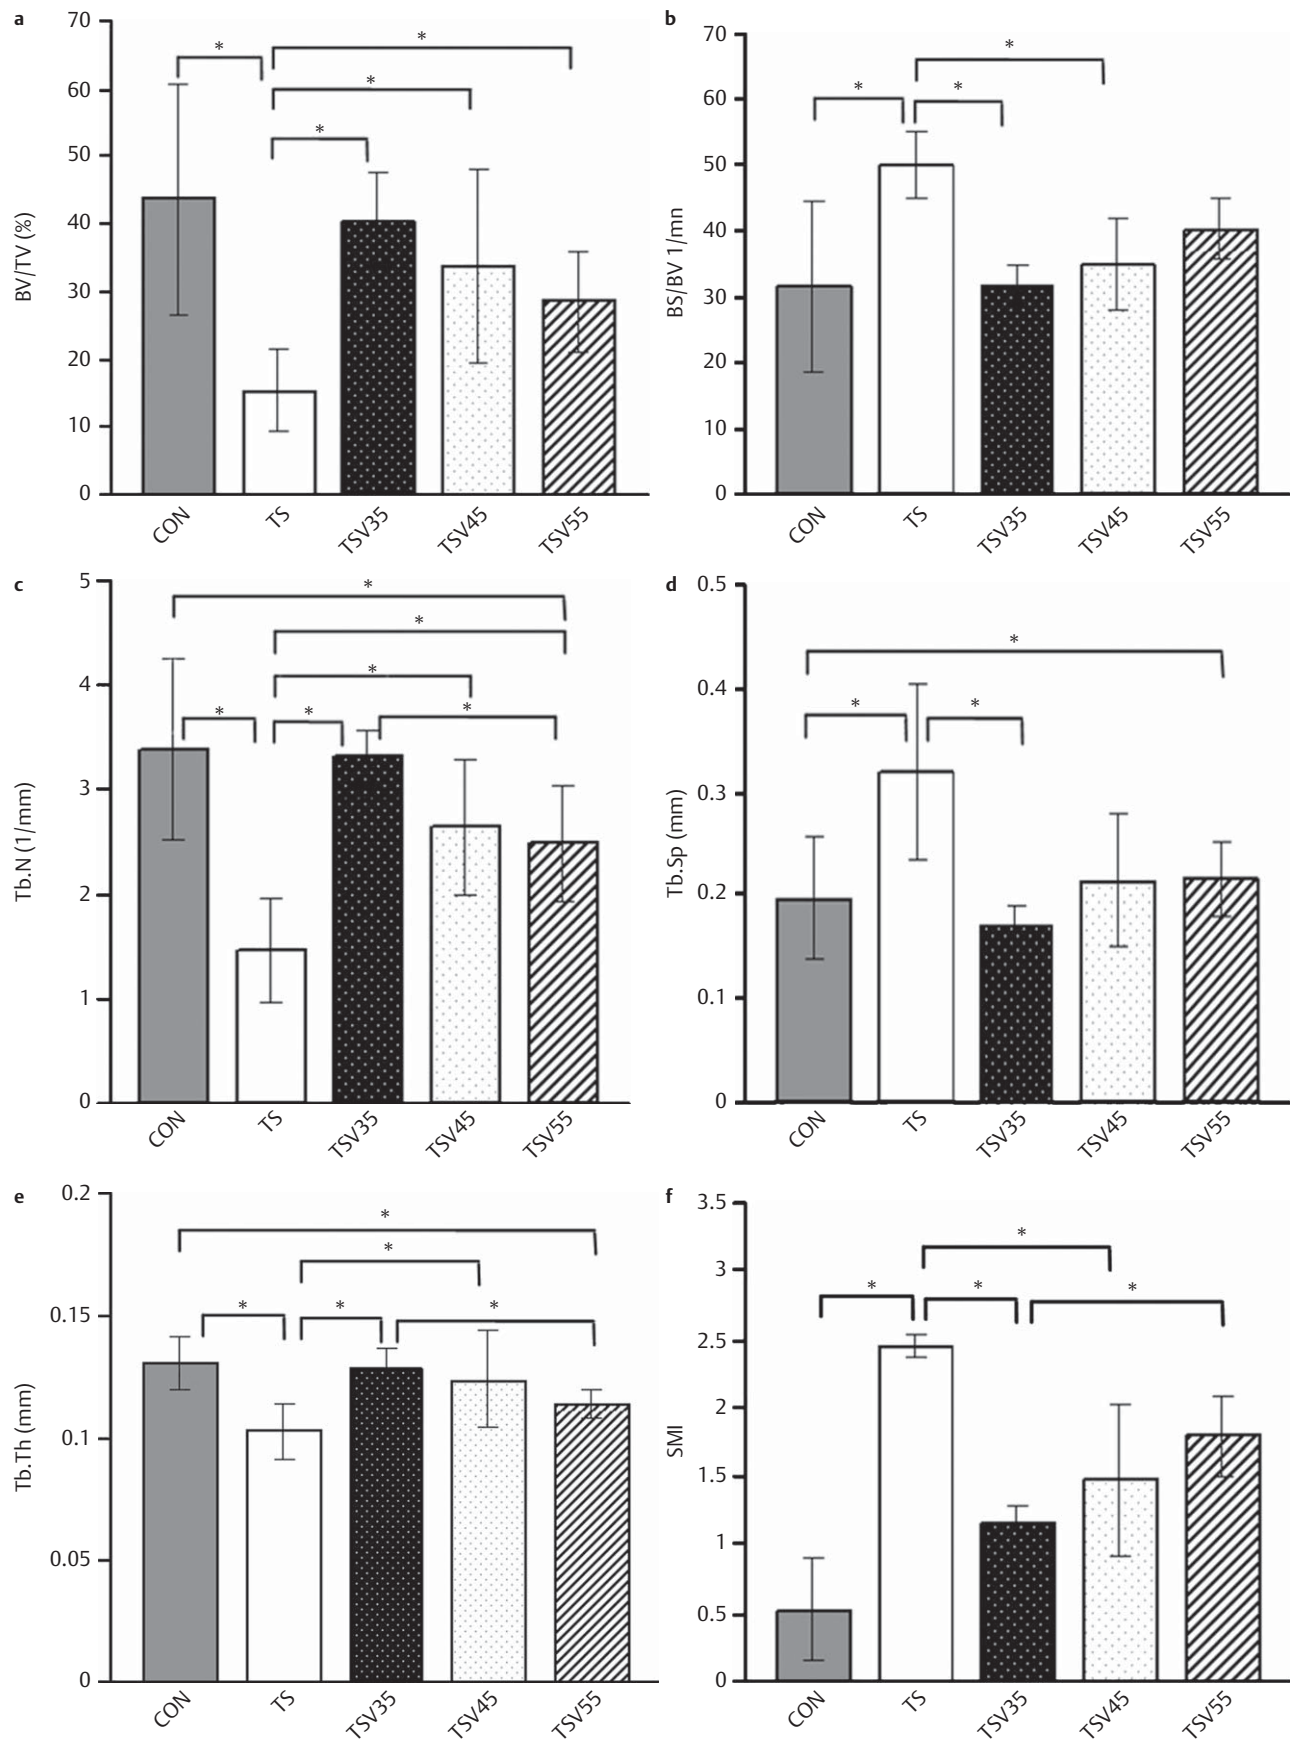 a
70
60
50
40
30
20
10
0
BV/TV (%)
* * * *
CON TS TSV35 TSV45 TSV55
b
70
60
50
40
30
20
10
0
BS/BV 1/mn
* * *
CON TS TSV35 TSV45 TSV55
c
5
4
3
2
1
0
Tb.N (1/mm)
* * * * * *
CON TS TSV35 TSV45 TSV55
d
0.5
0.4
0.3
0.2
0.1
0
Tb.Sp (mm)
* * *
CON TS TSV35 TSV45 TSV55
e
0.2
0.15
0.1
0.05
0
Tb.Th (mm)
* * * * *
CON TS TSV35 TSV45 TSV55
f
3.5
3
2.5
2
1.5
1
0.5
0
SMI
* * * *
CON TS TSV35 TSV45 TSV55